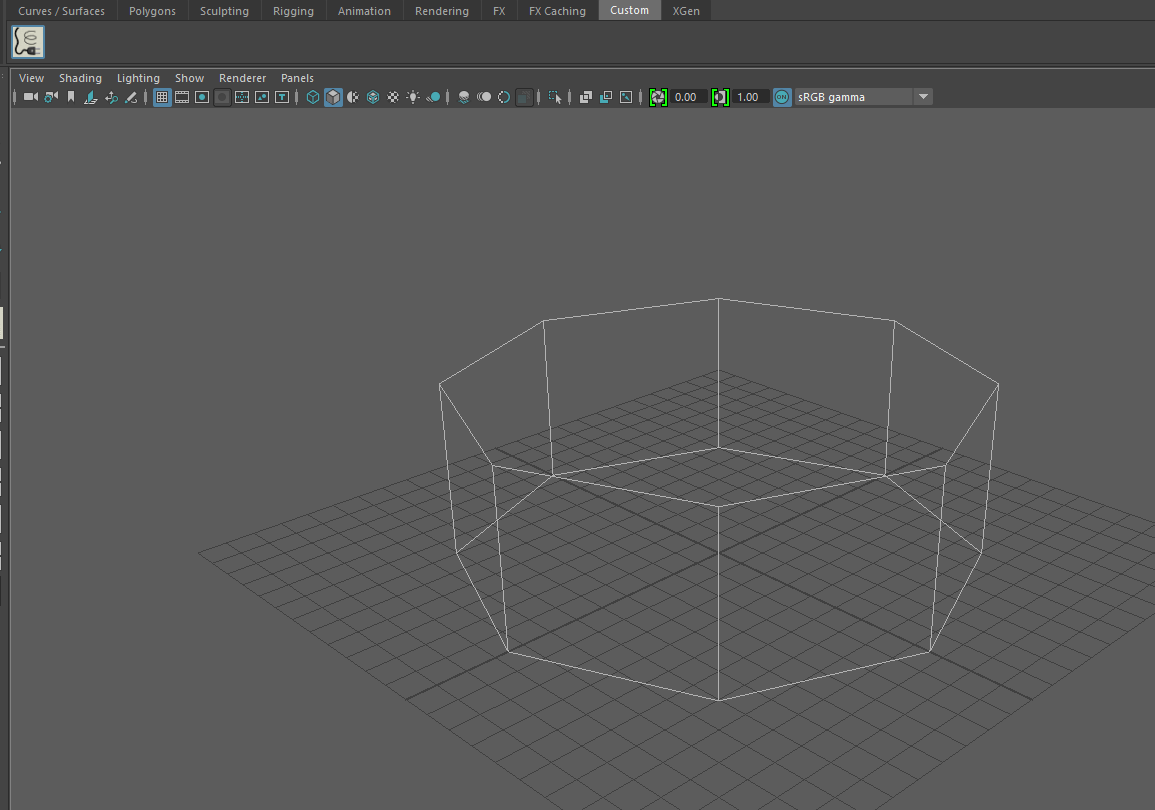 Curves / Surfaces Polygons Sculpting Rigging Animation Rendering FX FX Caching Custom XGen
View Shading Lighting Show Renderer Panels
0.00 1.00 ON sRGB gamma